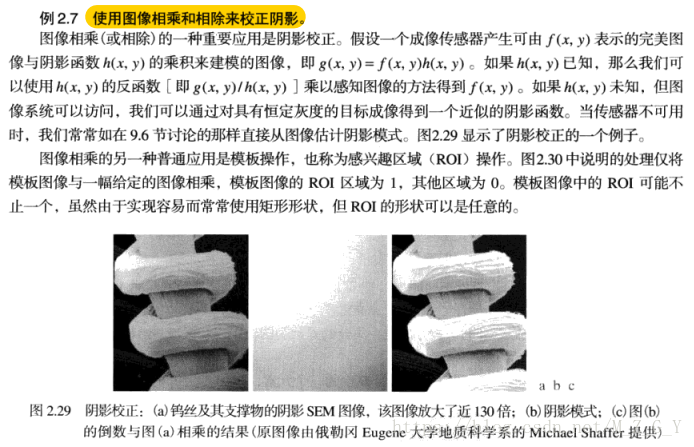 例 2.7 使用图像相乘和相除来校正阴影。
图像相乘(或相除)的一种重要应用是阴影校正。假设一个成像传感器产生可由 f(x, y) 表示的完美图
像与阴影函数 h(x, y) 的乘积来建模的图像，即 g(x, y) = f(x, y)h(x, y) 。如果 h(x, y) 已知，那么我们可
以使用 h(x, y) 的反函数 [ 即 g(x, y)/ h(x, y) ] 乘以感知图像的方法得到 f(x, y) 。如果 h(x, y) 未知，但图
像系统可以访问，我们可以通过对具有恒定灰度的目标成像得到一个近似的阴影函数。当传感器不可用
时，我们常常如在 9.6 节讨论的那样直接从图像估计阴影模式。图2.29 显示了阴影校正的一个例子。
图像相乘的另一种普通应用是模板操作，也称为感兴趣区域（ROI）操作。图2.30 中说明的处理仅将
模板图像与一幅给定的图像相乘，模板图像的 ROI 区域为 1，其他区域为 0。模板图像中的 ROI 可能不
止一个，虽然由于实现容易而常常使用矩形形状，但 ROI 的形状可以是任意的。
a b c
图 2.29 阴影校正：(a) 钨丝及其支撑物的阴影 SEM 图像，该图像放大了近 130 倍；(b) 阴影模式；(c) 图(b)
的倒数与图(a)相乘的结果(原图像由俄勒冈 Eugene 大学地质科学系的 Michael Shaffer 提供)